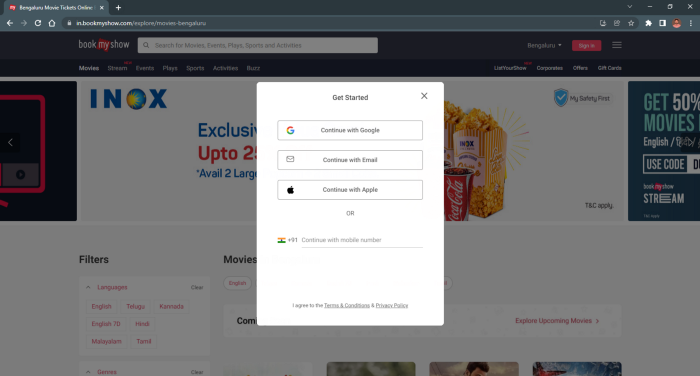 Bengaluru Movie Tickets Online
in.bookmyshow.com/explore/movies-bengaluru
book my show
Search for Movies, Events, Plays, Sports and Activities
Bengaluru
Sign in
Movies Stream Events Plays Sports Activities Buzz
ListYourShow Corporates Offers Gift Cards
INOX
Exclusiv
Upto 25
*Avail 2 Large
Coca-Cola
My Safety First
T&C apply.
GET 50%
MOVIES
English /
USE CODE
book my show
STREAM
Get Started
Continue with Google
Continue with Email
Continue with Apple
OR
+91 Continue with mobile number
I agree to the Terms & Conditions & Privacy Policy
Filters
Languages Clear
English Telugu Kannada
English 7D Hindi
Malayalam Tamil
Genres Clear
Movies
English
Explore Upcoming Movies